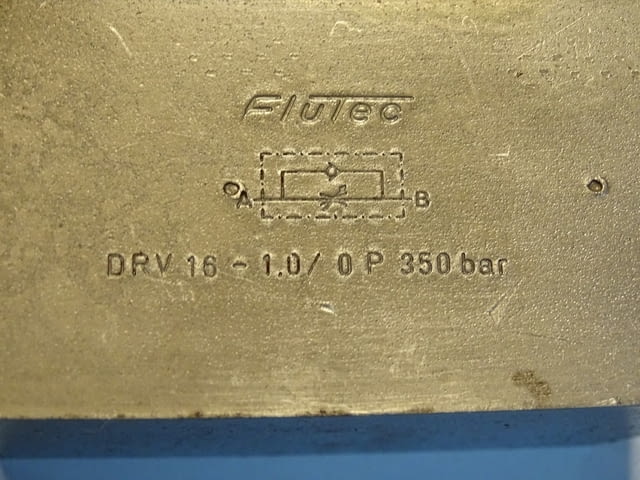 Flutec
A B
DRV 16 - 1.0/ 0 P 350 bar